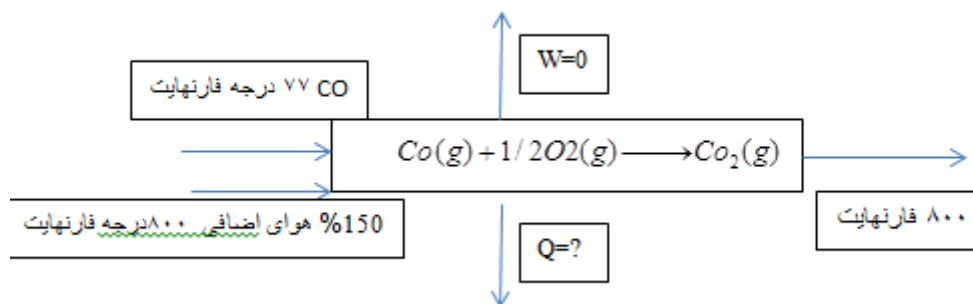 W=0
۷۷ CO درجه فارنهایت
Co(g)+1/2O2(g)⟶Co₂(g)
%150 هوای اضافی ۸۰۰درجه فارنهایت
۸۰۰ فارنهایت
Q=?